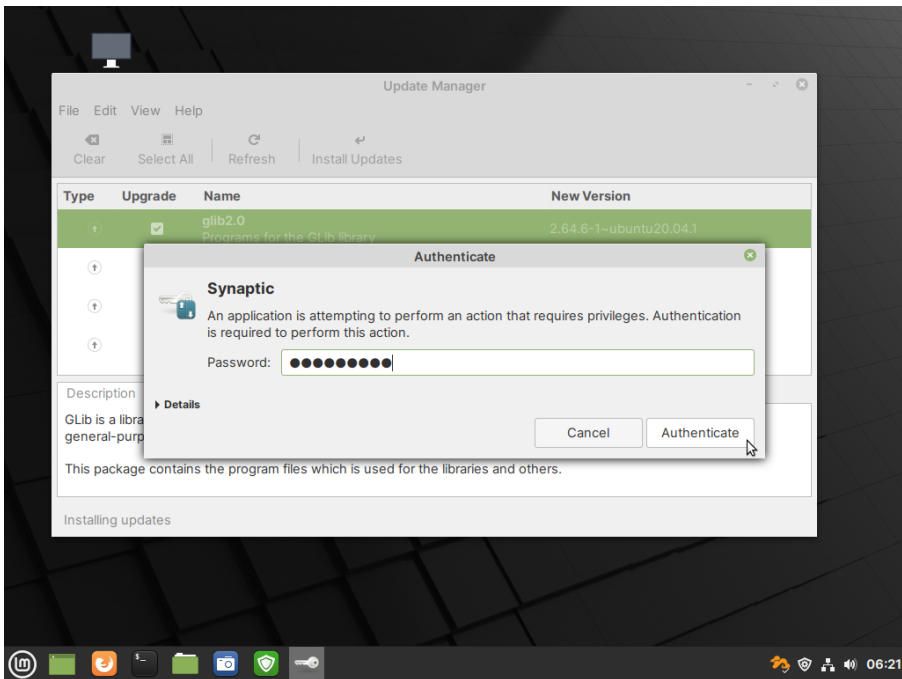 Update Manager
File Edit View Help
Clear Select All Refresh Install Updates
Type Upgrade Name New Version
glib2.0
Programs for the GLib library 2.64.6-1~ubuntu20.04.1
Authenticate
Synaptic
An application is attempting to perform an action that requires privileges. Authentication
is required to perform this action.
Password: ●●●●●●●●●
Details
Cancel Authenticate
Description
GLib is a libra
general-purp
This package contains the program files which is used for the libraries and others.
Installing updates
06:21